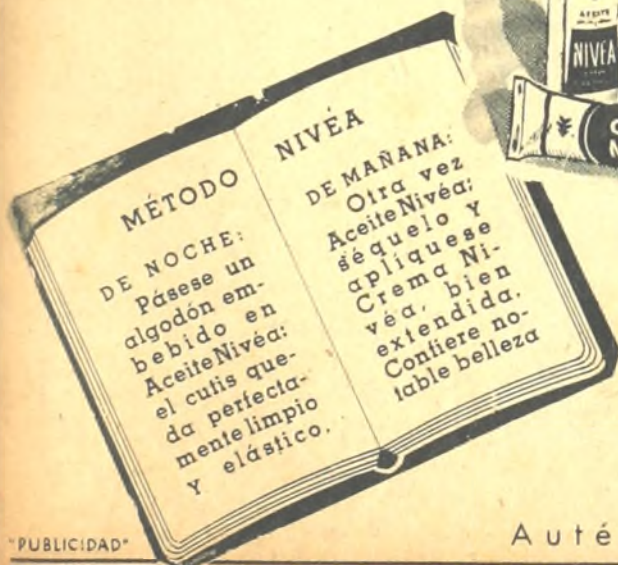 ACEITE
NIVEA
MÉTODO
DE NOCHE:
Pásese un
algodón em-
bebido en
Aceite Nivéa:
el cutis que-
da perfecta-
mente limpio
y elástico.
NIVÉA
DE MAÑANA:
Otra vez
Aceite Nivéa;
séquelo y
aplíquese
Crema Ni-
véa, bien
extendida.
Confiere no-
table belleza
"PUBLICIDAD"
Auté